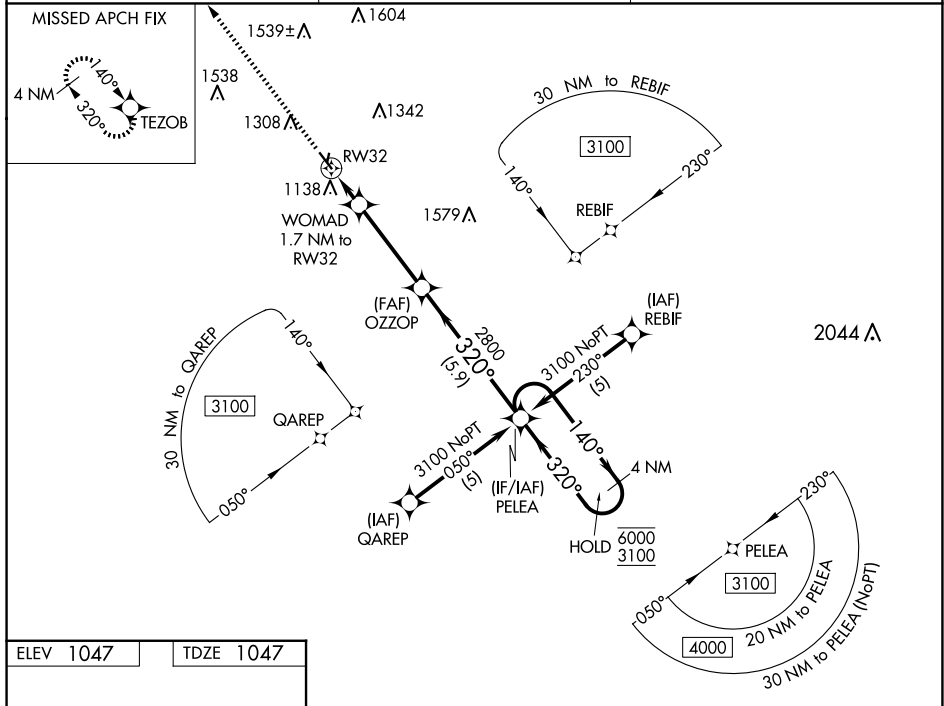 MISSED APCH FIX
140°
4 NM
320°
TEZOB
1604
1539±
1538
1308
1342
RW32
1138
WOMAD
1.7 NM to
RW32
1579
30 NM to REBIF
3100
140°
230°
REBIF
(FAF)
OZZOP
2800
320°
(5.9)
(IAF)
REBIF
3100 NoPT
230°
(5)
2044
30 NM to QAREP
140°
3100
QAREP
050°
3100 NoPT
050°
(5)
(IF/IAF)
PELEA
140°
320°
4 NM
(IAF)
QAREP
HOLD
6000
3100
230°
PELEA
050°
3100
20 NM to PELEA
4000
30 NM to PELEA (NoPT)
ELEV 1047
TDZE 1047